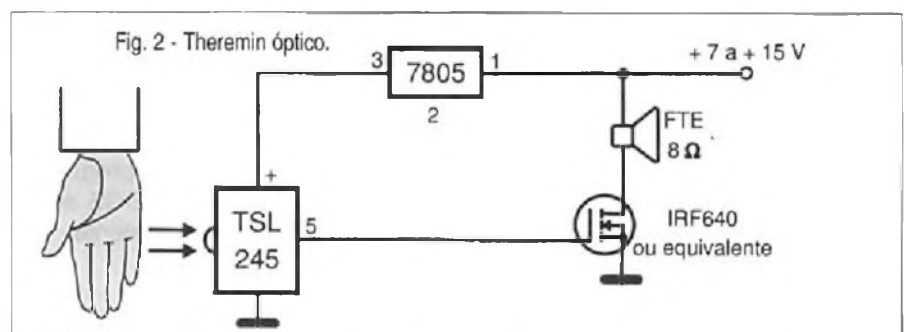 Fig. 2 - Theremin óptico.
+ 7 a + 15 V
3
7805
1
2
FTE
8 Ω
+
TSL
245
5
IRF640
ou equivalente